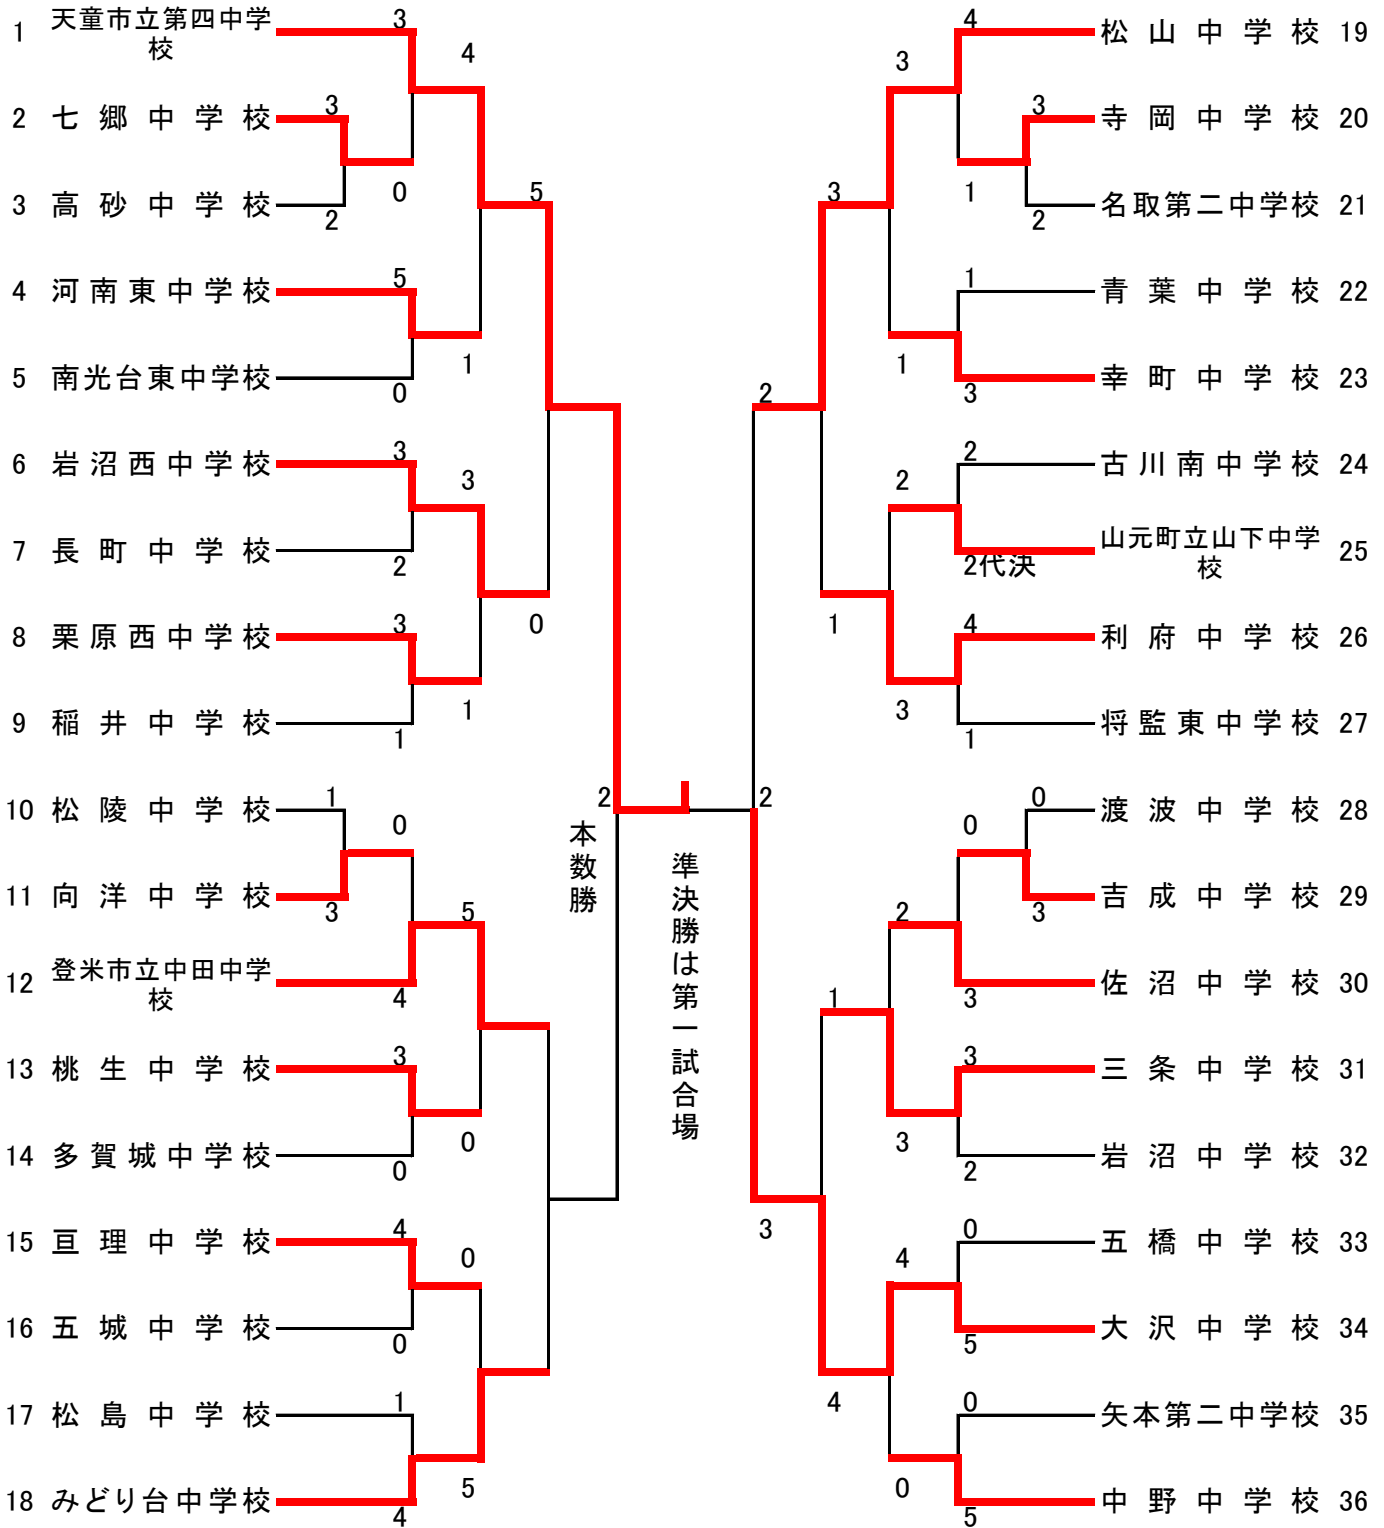 1 天童市立第四中学
校
3
4
2 七郷中学校 3
3 高砂中学校 2
0
5
4 河南東中学校 5
1
5 南光台東中学校 0
6 岩沼西中学校 3
3
7 長町中学校 2
0
8 栗原西中学校 3
1
9 稲井中学校 1
10 松陵中学校 1
0
2
11 向洋中学校 3
5
12 登米市立中田中学
校
4
13 桃生中学校 3
0
14 多賀城中学校 0
15 亘理中学校 4
0
16 五城中学校 0
17 松島中学校 1
5
18 みどり台中学校 4
本数勝
準決勝は第一試合場
4 松山中学校 19
3
3 寺岡中学校 20
1
2 名取第二中学校 21
3
1 青葉中学校 22
1
3 幸町中学校 23
2
2 古川南中学校 24
2
2代決 山元町立山下中学
校 25
1
4 利府中学校 26
3
1 将監東中学校 27
2
0 渡波中学校 28
0
3 吉成中学校 29
2
3 佐沼中学校 30
1
3 三条中学校 31
3
2 岩沼中学校 32
3
0 五橋中学校 33
4
5 大沢中学校 34
4
0 矢本第二中学校 35
0
5 中野中学校 36